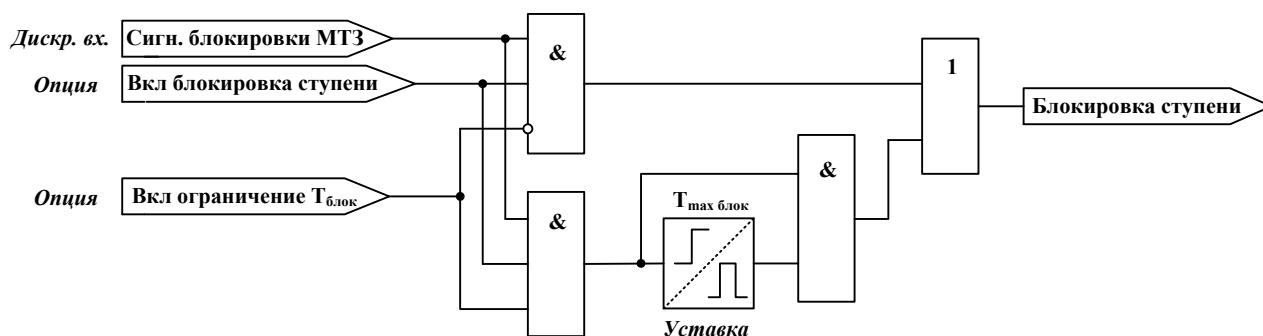 Дискр. вх.
Сигн. блокировки МТЗ
&
1
Опция
Вкл блокировка ступени
Блокировка ступени
&
Опция
Вкл ограничение Тблок
&
Tmax блок
Уставка